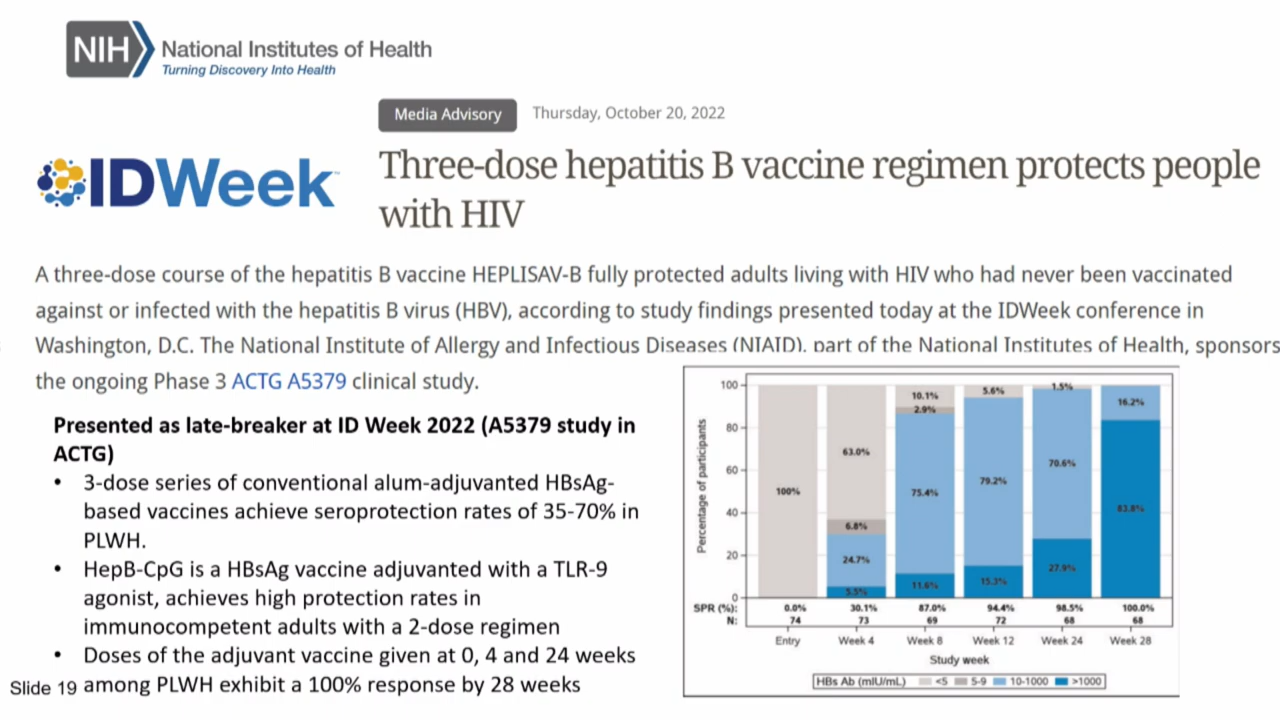 NIH National Institutes of Health
Turning Discovery Into Health
Media Advisory Thursday, October 20, 2022
IDWeek™
Three-dose hepatitis B vaccine regimen protects people
with HIV
A three-dose course of the hepatitis B vaccine HEPLISAV-B fully protected adults living with HIV who had never been vaccinated
against or infected with the hepatitis B virus (HBV), according to study findings presented today at the IDWeek conference in
Washington, D.C. The National Institute of Allergy and Infectious Diseases (NIAID), part of the National Institutes of Health, sponsors
the ongoing Phase 3 ACTG A5379 clinical study.
Presented as late-breaker at ID Week 2022 (A5379 study in
ACTG)
• 3-dose series of conventional alum-adjuvanted HBsAg-
based vaccines achieve seroprotection rates of 35-70% in
PLWH.
• HepB-CpG is a HBsAg vaccine adjuvanted with a TLR-9
agonist, achieves high protection rates in
immunocompetent adults with a 2-dose regimen
• Doses of the adjuvant vaccine given at 0, 4 and 24 weeks
among PLWH exhibit a 100% response by 28 weeks
Slide 19
Percentage of participants
100
80
60
40
20
0
100%
63.0%
6.8%
24.7%
5.5%
10.1%
2.9%
75.4%
11.6%
5.6%
79.2%
15.3%
1.5%
70.6%
27.9%
16.2%
83.8%
SPR (%): 0.0% 30.1% 87.0% 94.4% 98.5% 100.0%
N: 74 73 69 72 68 68
Entry Week 4 Week 8 Week 12 Week 24 Week 28
Study week
HBs Ab (mIU/mL) <5 5-9 10-1000 >1000